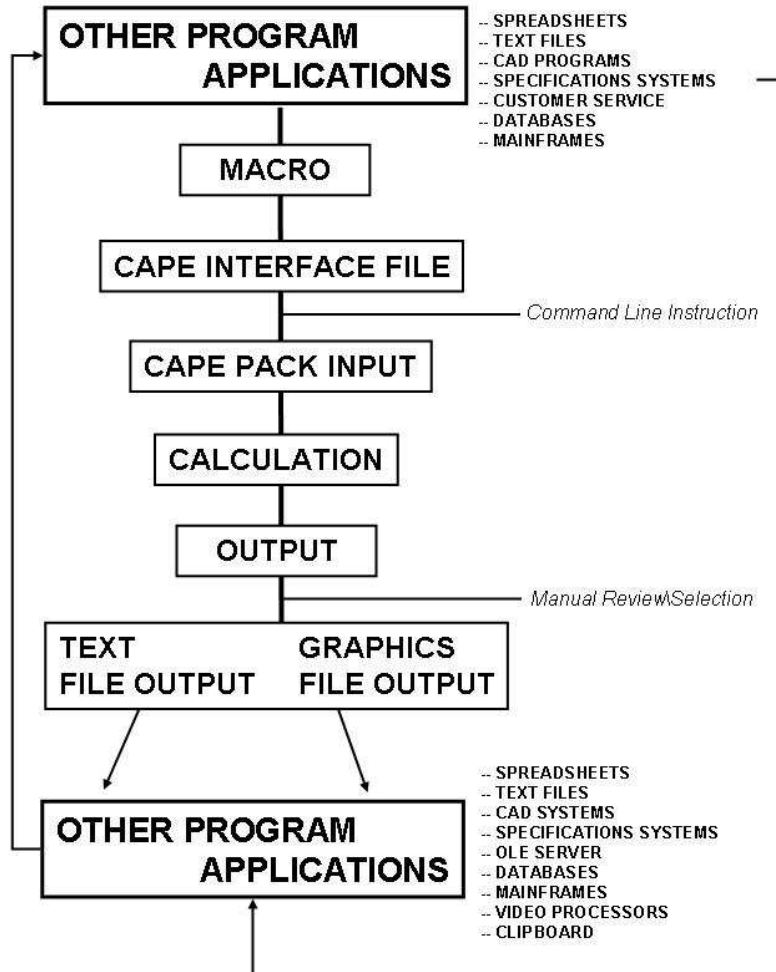 OTHER PROGRAM
APPLICATIONS
-- SPREADSHEETS
-- TEXT FILES
-- CAD PROGRAMS
-- SPECIFICATIONS SYSTEMS
-- CUSTOMER SERVICE
-- DATABASES
-- MAINFRAMES
MACRO
CAPE INTERFACE FILE
Command Line Instruction
CAPE PACK INPUT
CALCULATION
OUTPUT
Manual Review\Selection
TEXT
FILE OUTPUT
GRAPHICS
FILE OUTPUT
OTHER PROGRAM
APPLICATIONS
-- SPREADSHEETS
-- TEXT FILES
-- CAD SYSTEMS
-- SPECIFICATIONS SYSTEMS
-- OLE SERVER
-- DATABASES
-- MAINFRAMES
-- VIDEO PROCESSORS
-- CLIPBOARD